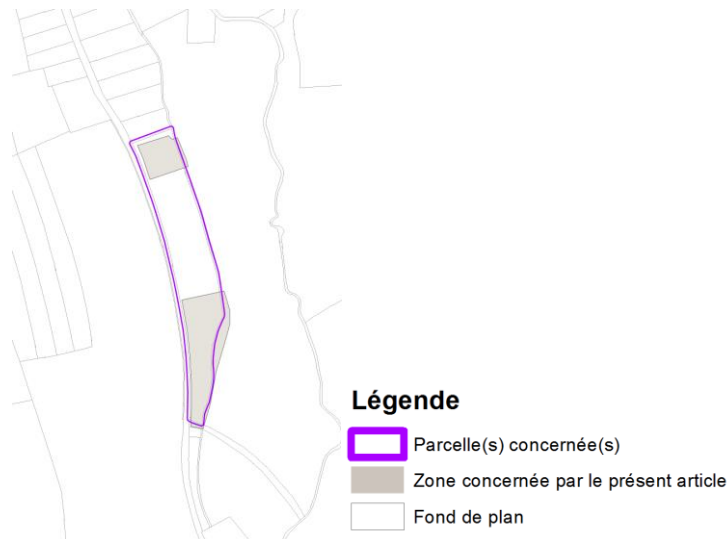 Légende
Parcelle(s) concernée(s)
Zone concernée par le présent article
Fond de plan